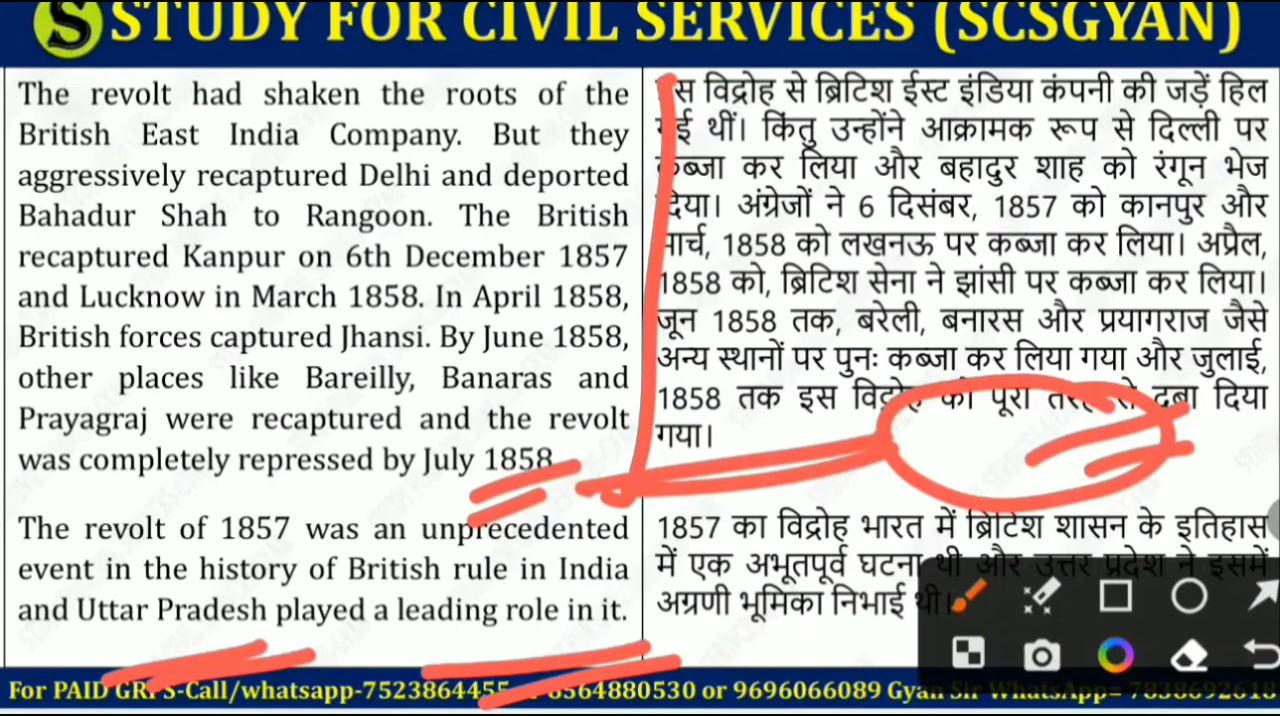 S STUDY FOR CIVIL SERVICES (SCSGYAN)
The revolt had shaken the roots of the
British East India Company. But they
aggressively recaptured Delhi and deported
Bahadur Shah to Rangoon. The British
recaptured Kanpur on 6th December 1857
and Lucknow in March 1858. In April 1858,
British forces captured Jhansi. By June 1858,
other places like Bareilly, Banaras and
Prayagraj were recaptured and the revolt
was completely repressed by July 1858
The revolt of 1857 was an unprecedented
event in the history of British rule in India
and Uttar Pradesh played a leading role in it.
विद्रोह से ब्रिटिश ईस्ट इंडिया कंपनी की जड़ें हिल
थीं। किंतु उन्होंने आक्रामक रूप से दिल्ली पर
कब्जा कर लिया और बहादुर शाह को रंगून भेज
दिया। अंग्रेजों ने 6 दिसंबर, 1857 को कानपुर और
मार्च, 1858 को लखनऊ पर कब्जा कर लिया। अप्रैल,
1858 को, ब्रिटिश सेना ने झांसी पर कब्जा कर लिया।
जून 1858 तक, बरेली, बनारस और प्रयागराज जैसे
अन्य स्थानों पर पुनः कब्जा कर लिया गया और जुलाई,
1858 तक इस विद्रोह को पूरी तरह से दबा दिया
गया।
1857 का विद्रोह भारत में ब्रिटिश शासन के इतिहास
में एक अभूतपूर्व घटना थी और उत्तर प्रदेश ने इसमें
अग्रणी भूमिका निभाई थी।
For PAID -Call/whatsapp-7523864455 or 8564880530 or 9696066089 Gyan Sir WhatsApp=